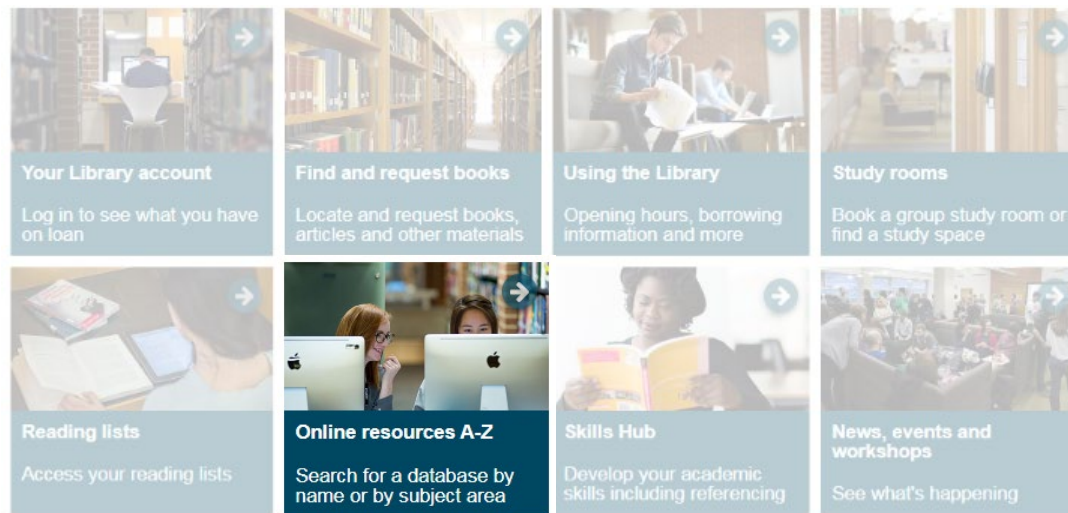 Your Library account
Log in to see what you have
on loan
Find and request books
Locate and request books,
articles and other materials
Using the Library
Opening hours, borrowing
information and more
Study rooms
Book a group study room or
find a study space
Reading lists
Access your reading lists
Online resources A-Z
Search for a database by
name or by subject area
Skills Hub
Develop your academic
skills including referencing
News, events and
workshops
See what's happening